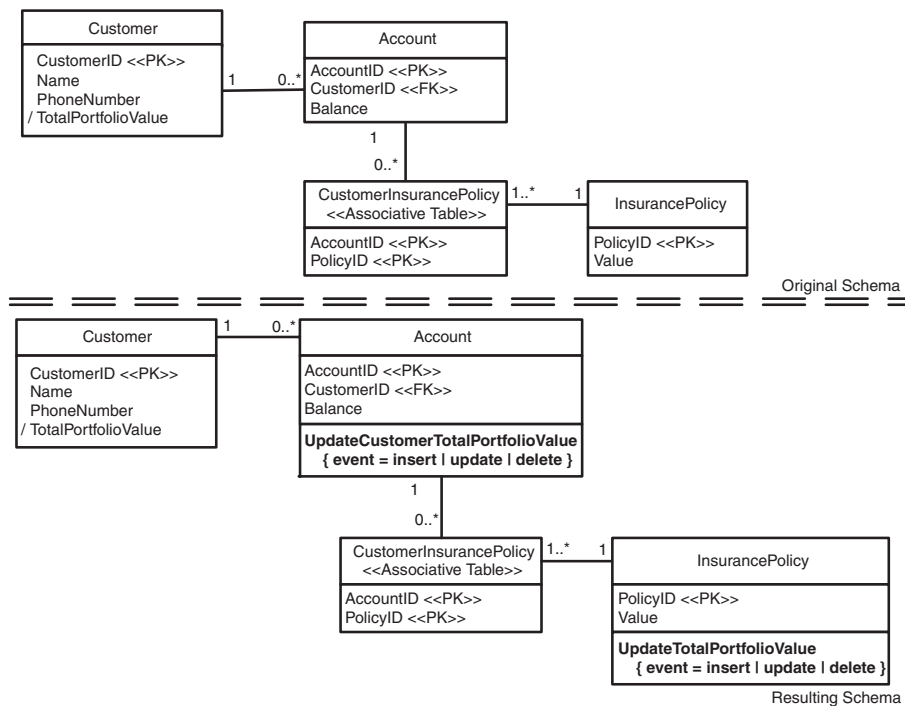 Customer
CustomerID <<PK>>
Name
PhoneNumber
/ TotalPortfolioValue
1
0..*
Account
AccountID <<PK>>
CustomerID <<FK>>
Balance
1
0..*
CustomerInsurancePolicy
<<Associative Table>>
AccountID <<PK>>
PolicyID <<PK>>
1..*
1
InsurancePolicy
PolicyID <<PK>>
Value
Original Schema
Customer
CustomerID <<PK>>
Name
PhoneNumber
/ TotalPortfolioValue
1
0..*
Account
AccountID <<PK>>
CustomerID <<FK>>
Balance
UpdateCustomerTotalPortfolioValue
{ event = insert | update | delete }
1
0..*
CustomerInsurancePolicy
<<Associative Table>>
AccountID <<PK>>
PolicyID <<PK>>
1..*
1
InsurancePolicy
PolicyID <<PK>>
Value
UpdateTotalPortfolioValue
{ event = insert | update | delete }
Resulting Schema